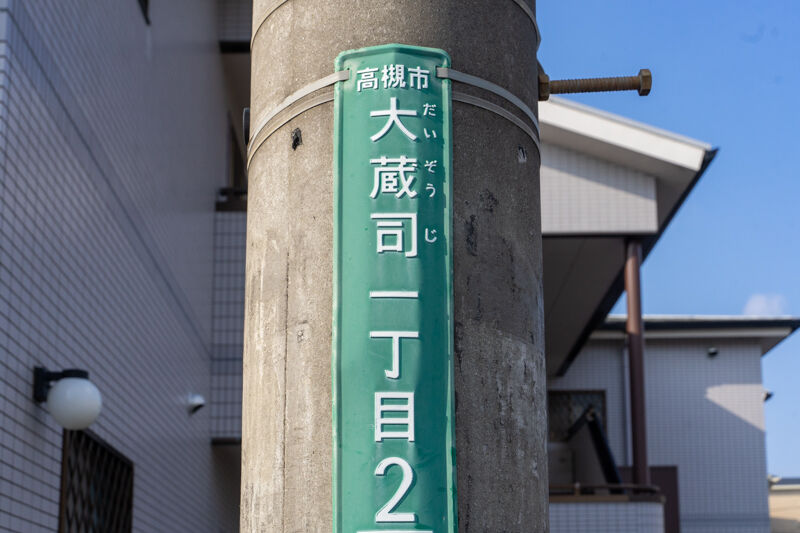 高槻市
大蔵司一丁目2
だいぞうじ